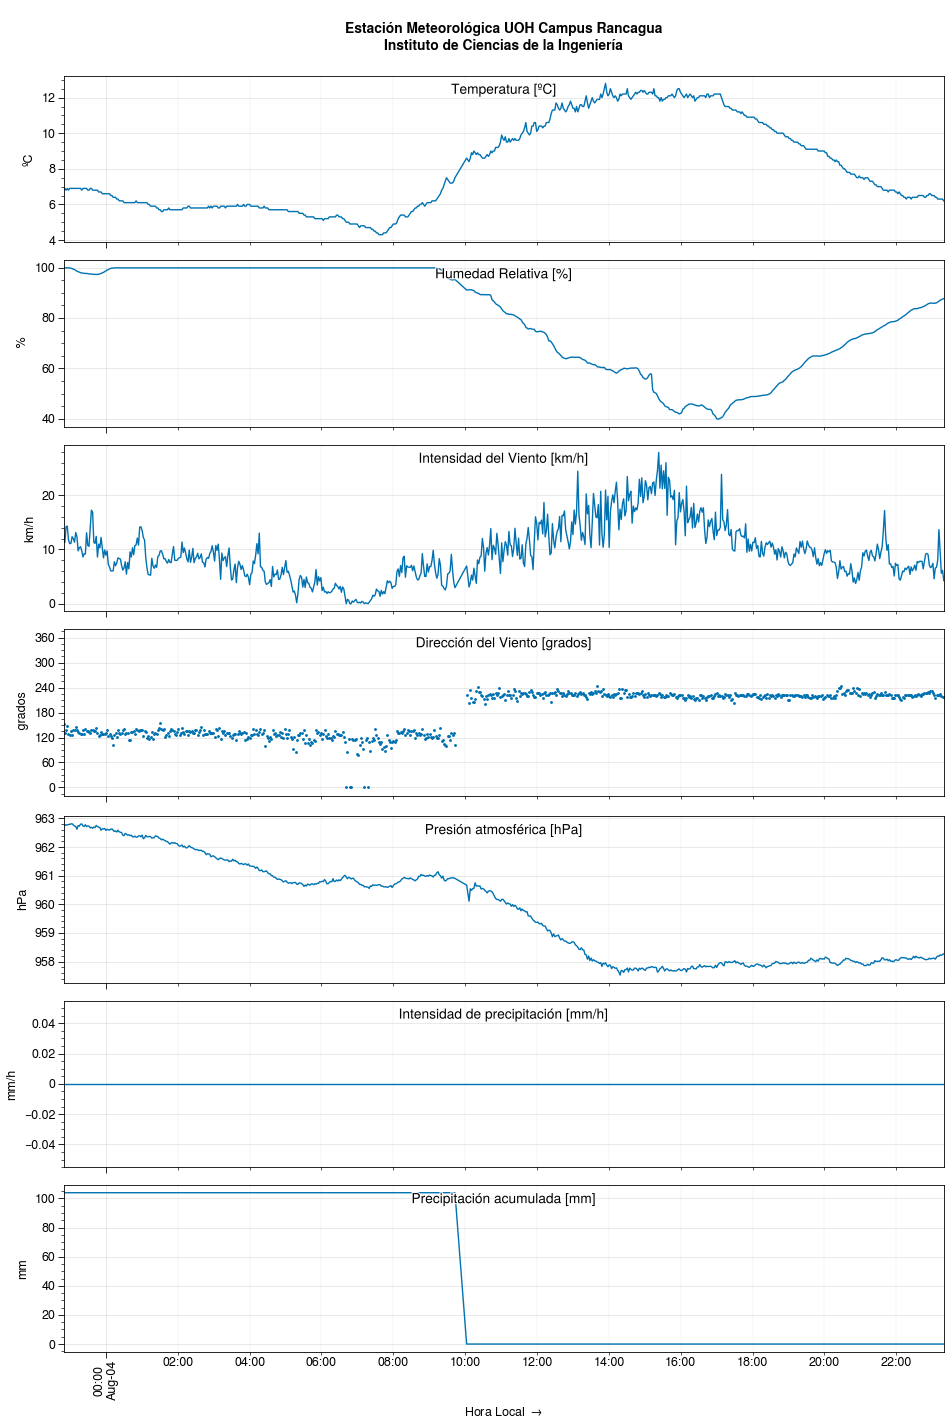 Estación Meteorológica UOH Campus Rancagua
Instituto de Ciencias de la Ingeniería
Temperatura [ºC]
ºC
12
10
8
6
4
Humedad Relativa [%]
%
100
80
60
40
Intensidad del Viento [km/h]
km/h
20
10
0
Dirección del Viento [grados]
grados
360
300
240
180
120
60
0
Presión atmosférica [hPa]
hPa
963
962
961
960
959
958
Intensidad de precipitación [mm/h]
mm/h
0.04
0.02
0
−0.02
−0.04
Precipitación acumulada [mm]
mm
100
80
60
40
20
0
00:00
Aug-04
02:00 04:00 06:00 08:00 10:00 12:00 14:00 16:00 18:00 20:00 22:00
Hora Local →